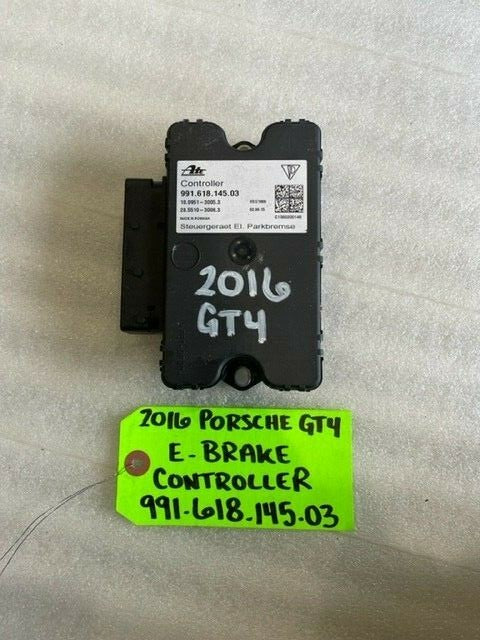 Ate
Controller
991.618.145.03
10.0951-3005.3
28.5510-3006.3
MADE IN ROMANIA
Steuergeraet El. Parkbremse
2016
GT4
2016 PORSCHE GT4
E-BRAKE
CONTROLLER
991.618.145.03